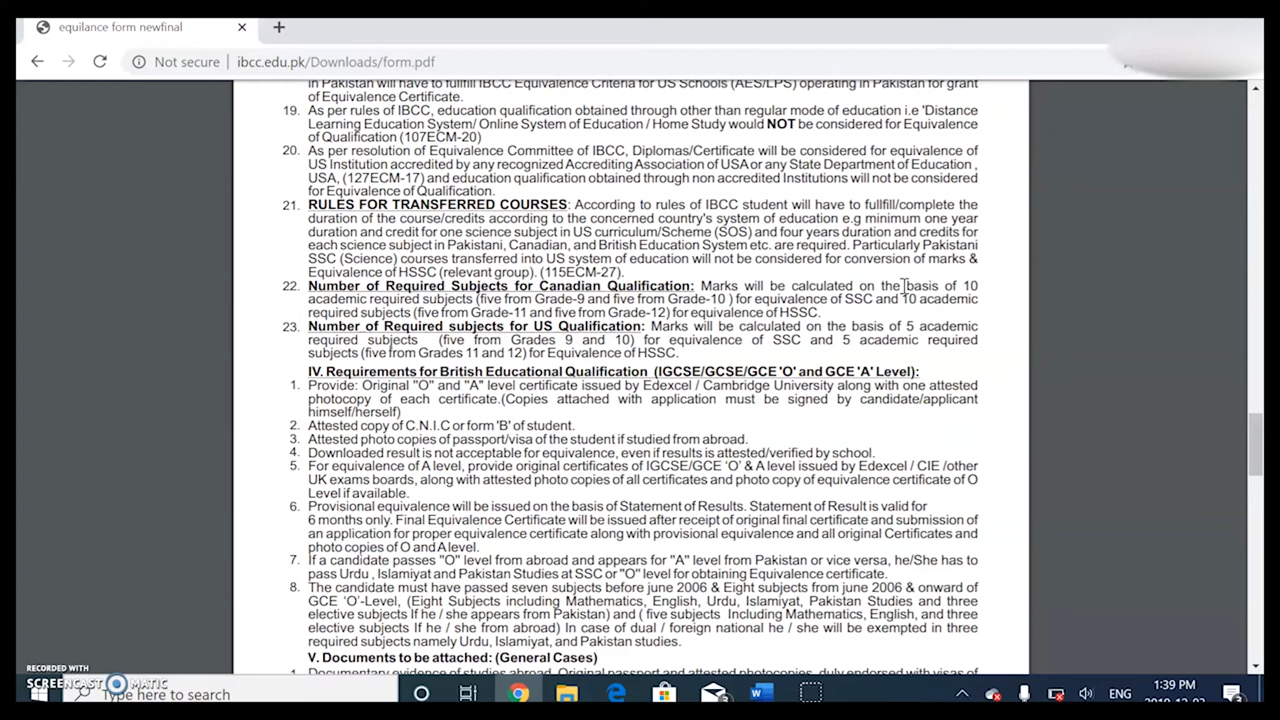 equilance form newfinal
Not secure ibcc.edu.pk/Downloads/form.pdf
in Pakistan will have to fullfill IBCC Equivalence Criteria for US Schools (AES/LPS) operating in Pakistan for grant
of Equivalence Certificate.
19. As per rules of IBCC, education qualification obtained through other than regular mode of education i.e 'Distance
Learning Education System/ Online System of Education / Home Study would NOT be considered for Equivalence
of Qualification (107ECM-20)
20. As per resolution of Equivalence Committee of IBCC, Diplomas/Certificate will be considered for equivalence of
US Institution accredited by any recognized Accrediting Association of USA or any State Department of Education ,
USA, (127ECM-17) and education qualification obtained through non accredited Institutions will not be considered
for Equivalence of Qualification.
21. RULES FOR TRANSFERRED COURSES: According to rules of IBCC student will have to fullfill/complete the
duration of the course/credits according to the concerned country's system of education e.g minimum one year
duration and credit for one science subject in US curriculum/Scheme (SOS) and four years duration and credits for
each science subject in Pakistani, Canadian, and British Education System etc. are required. Particularly Pakistani
SSC (Science) courses transferred into US system of education will not be considered for conversion of marks &
Equivalence of HSSC (relevant group). (115ECM-27).
22. Number of Required Subjects for Canadian Qualification: Marks will be calculated on the basis of 10
academic required subjects (five from Grade-9 and five from Grade-10 ) for equivalence of SSC and 10 academic
required subjects (five from Grade-11 and five from Grade-12) for equivalence of HSSC.
23. Number of Required subjects for US Qualification: Marks will be calculated on the basis of 5 academic
required subjects (five from Grades 9 and 10) for equivalence of SSC and 5 academic required
subjects (five from Grades 11 and 12) for Equivalence of HSSC.
IV. Requirements for British Educational Qualification (IGCSE/GCSE/GCE 'O' and GCE 'A' Level):
1. Provide: Original "O" and "A" level certificate issued by Edexcel / Cambridge University along with one attested
photocopy of each certificate.(Copies attached with application must be signed by candidate/applicant
himself/herself)
2. Attested copy of C.N.I.C or form 'B' of student.
3. Attested photo copies of passport/visa of the student if studied from abroad.
4. Downloaded result is not acceptable for equivalence, even if results is attested/verified by school.
5. For equivalence of A level, provide original certificates of IGCSE/GCE 'O' & A level issued by Edexcel / CIE /other
UK exams boards, along with attested photo copies of all certificates and photo copy of equivalence certificate of O
Level if available.
6. Provisional equivalence will be issued on the basis of Statement of Results. Statement of Result is valid for
6 months only. Final Equivalence Certificate will be issued after receipt of original final certificate and submission of
an application for proper equivalence certificate along with provisional equivalence and all original Certificates and
photo copies of O and A level.
7. If a candidate passes "O" level from abroad and appears for "A" level from Pakistan or vice versa, he/She has to
pass Urdu , Islamiyat and Pakistan Studies at SSC or "O" level for obtaining Equivalence certificate.
8. The candidate must have passed seven subjects before june 2006 & Eight subjects from june 2006 & onward of
GCE 'O'-Level, (Eight Subjects including Mathematics, English, Urdu, Islamiyat, Pakistan Studies and three
elective subjects If he / she appears from Pakistan) and ( five subjects Including Mathematics, English, and three
elective subjects If he / she from abroad) In case of dual / foreign national he / she will be exempted in three
required subjects namely Urdu, Islamiyat, and Pakistan studies.
V. Documents to be attached: (General Cases)
1. Documentary evidence of studies abroad, Original passport and attested photocopies, duly endorsed with visas of
RECORDED WITH
SCREENCAST MATIC
Type here to search
ENG
1:39 PM